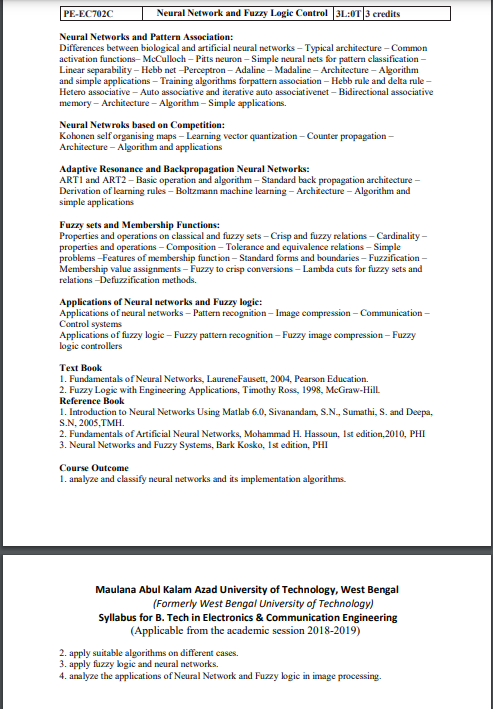 PE-EC702C Neural Network and Fuzzy Logic Control 3L:0T 3 credits
Neural Networks and Pattern Association:
Differences between biological and artificial neural networks – Typical architecture – Common
activation functions– McCulloch – Pitts neuron – Simple neural nets for pattern classification –
Linear separability – Hebb net –Perceptron – Adaline – Madaline – Architecture – Algorithm
and simple applications – Training algorithms forpattern association – Hebb rule and delta rule –
Hetero associative – Auto associative and iterative auto associativenet – Bidirectional associative
memory – Architecture – Algorithm – Simple applications.
Neural Netwroks based on Competition:
Kohonen self organising maps – Learning vector quantization – Counter propagation –
Architecture – Algorithm and applications
Adaptive Resonance and Backpropagation Neural Networks:
ART1 and ART2 – Basic operation and algorithm – Standard back propagation architecture –
Derivation of learning rules – Boltzmann machine learning – Architecture – Algorithm and
simple applications
Fuzzy sets and Membership Functions:
Properties and operations on classical and fuzzy sets – Crisp and fuzzy relations – Cardinality –
properties and operations – Composition – Tolerance and equivalence relations – Simple
problems –Features of membership function – Standard forms and boundaries – Fuzzification –
Membership value assignments – Fuzzy to crisp conversions – Lambda cuts for fuzzy sets and
relations –Defuzzification methods.
Applications of Neural networks and Fuzzy logic:
Applications of neural networks – Pattern recognition – Image compression – Communication –
Control systems
Applications of fuzzy logic – Fuzzy pattern recognition – Fuzzy image compression – Fuzzy
logic controllers
Text Book
1. Fundamentals of Neural Networks, LaureneFausett, 2004, Pearson Education.
2. Fuzzy Logic with Engineering Applications, Timothy Ross, 1998, McGraw-Hill.
Reference Book
1. Introduction to Neural Networks Using Matlab 6.0, Sivanandam, S.N., Sumathi, S. and Deepa,
S.N, 2005,TMH.
2. Fundamentals of Artificial Neural Networks, Mohammad H. Hassoun, 1st edition,2010, PHI
3. Neural Networks and Fuzzy Systems, Bark Kosko, 1st edition, PHI
Course Outcome
1. analyze and classify neural networks and its implementation algorithms.
Maulana Abul Kalam Azad University of Technology, West Bengal
(Formerly West Bengal University of Technology)
Syllabus for B. Tech in Electronics & Communication Engineering
(Applicable from the academic session 2018-2019)
2. apply suitable algorithms on different cases.
3. apply fuzzy logic and neural networks.
4. analyze the applications of Neural Network and Fuzzy logic in image processing.